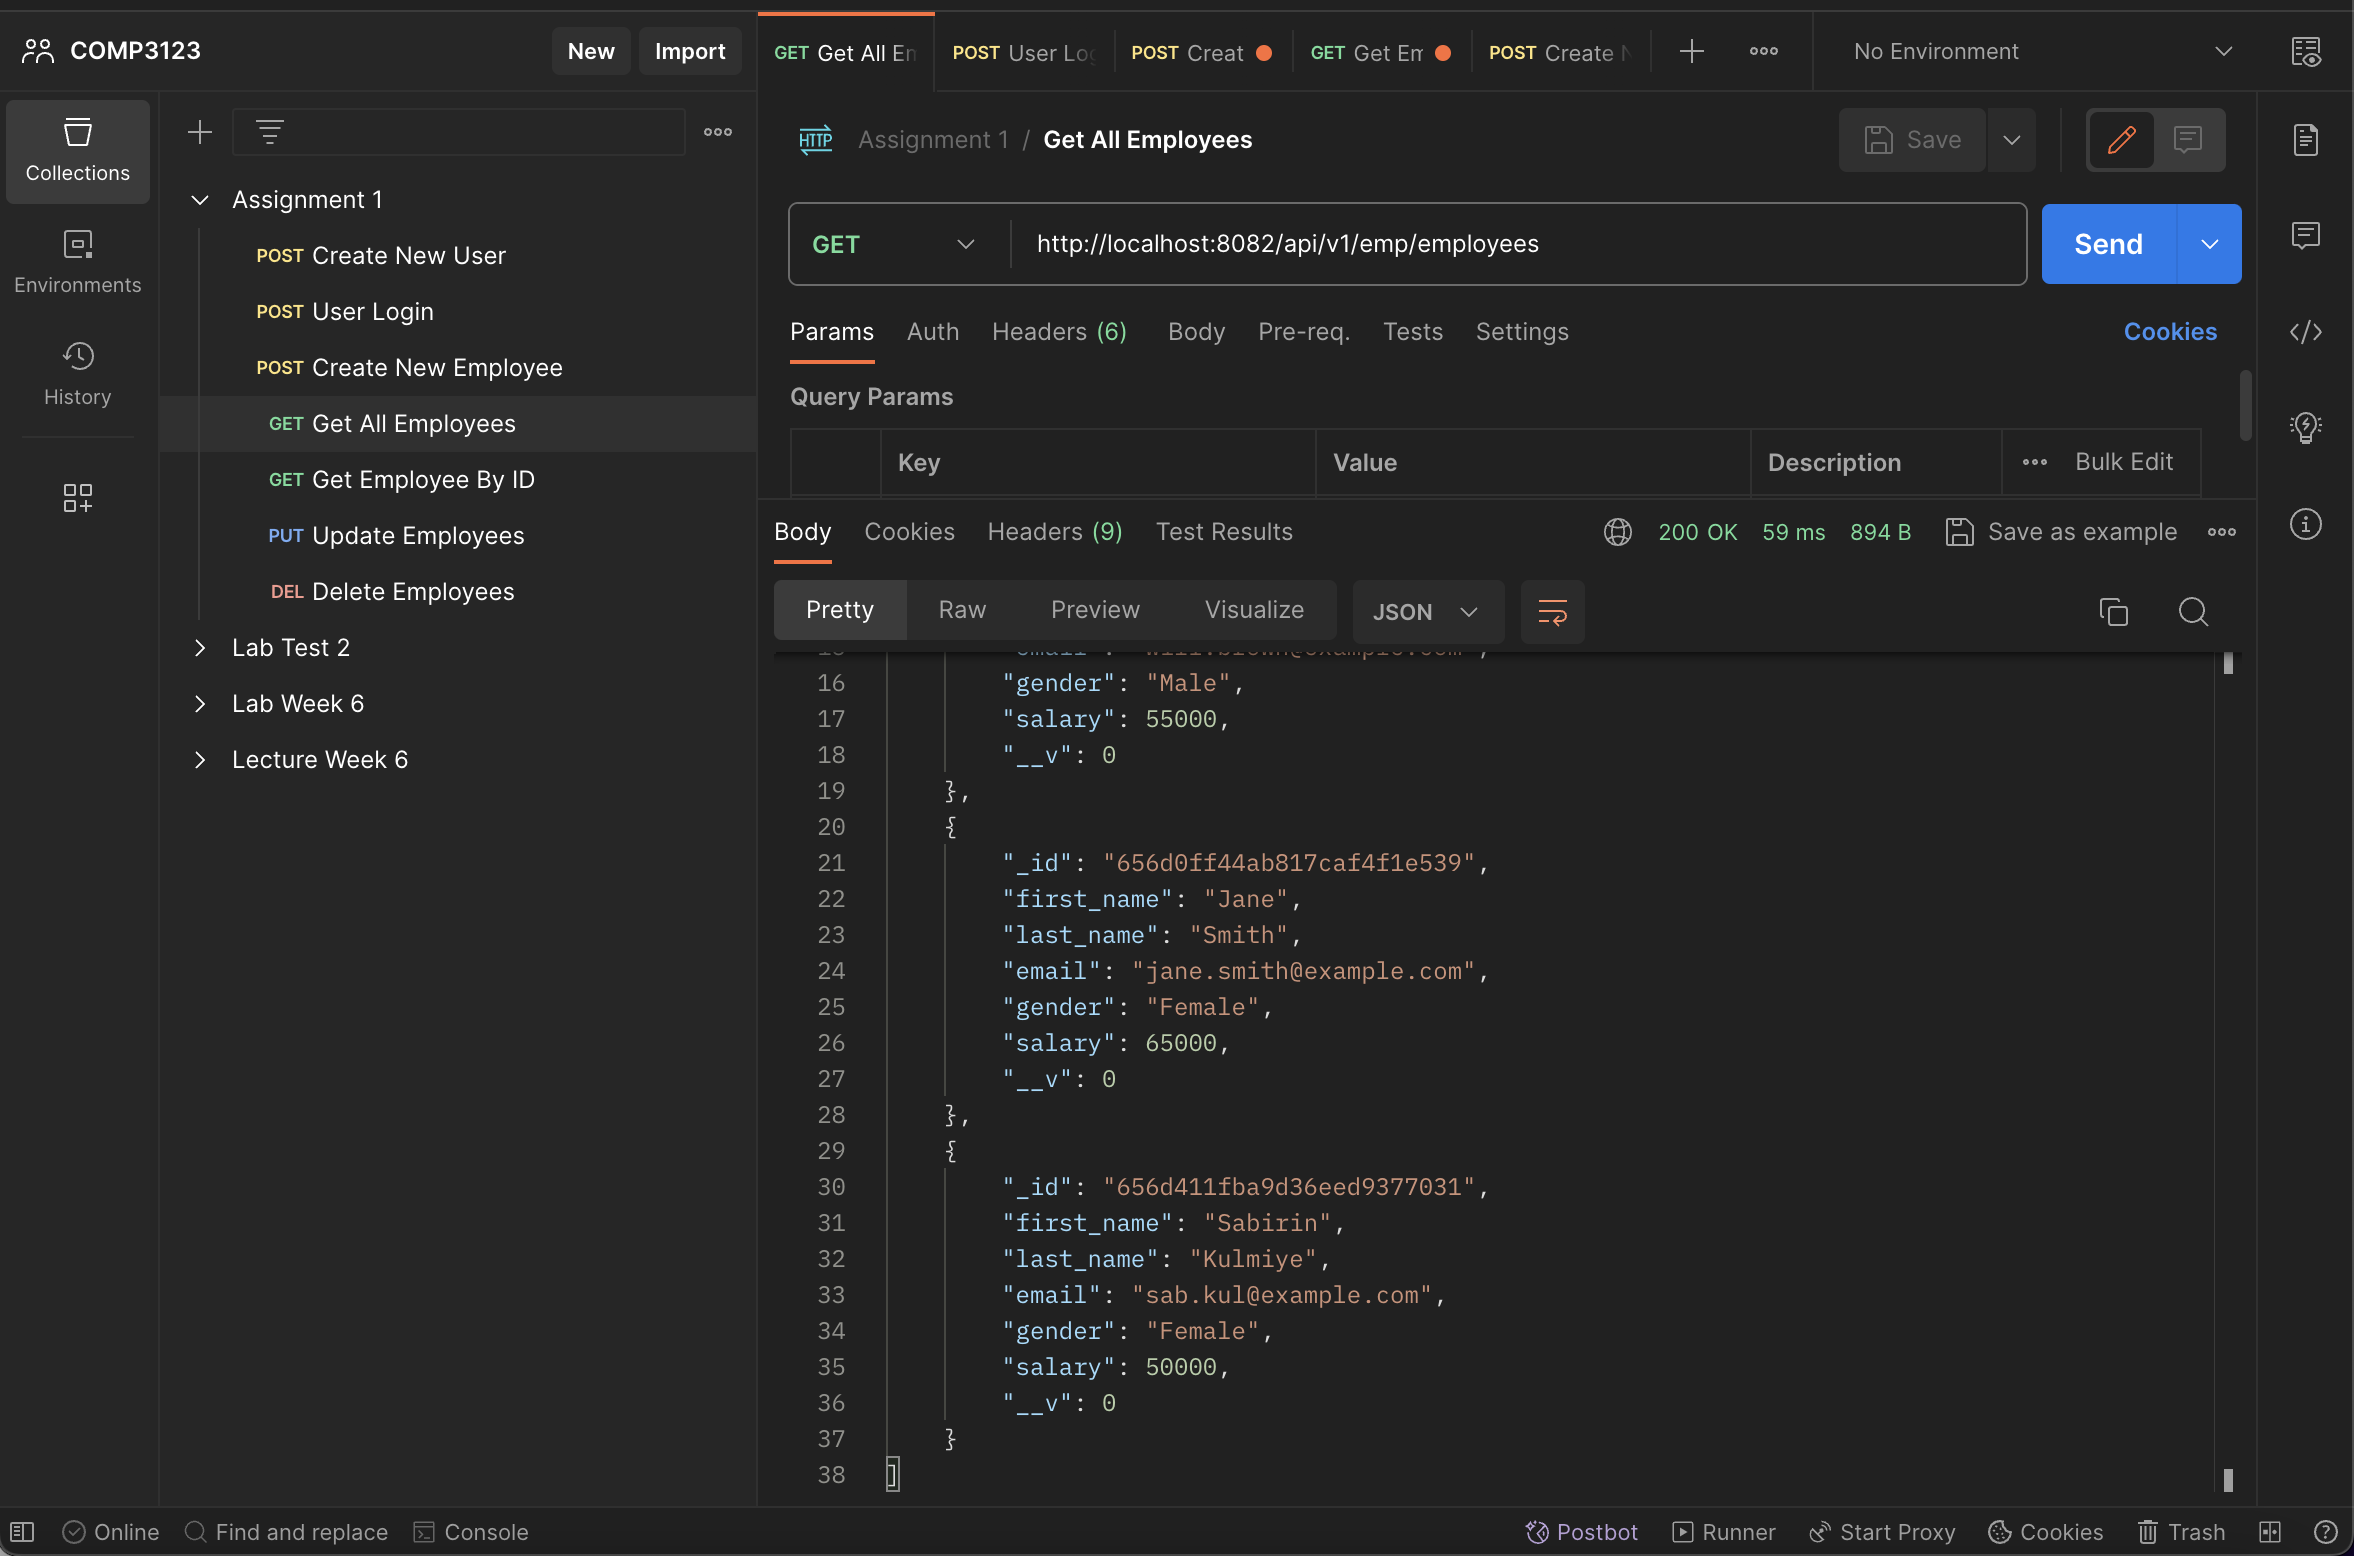 COMP3123
New
Import
GET Get All Em
POST User Log
POST Creat
GET Get Em
POST Create N
No Environment
Collections
Environments
History
Assignment 1
POST Create New User
POST User Login
POST Create New Employee
GET Get All Employees
GET Get Employee By ID
PUT Update Employees
DEL Delete Employees
Lab Test 2
Lab Week 6
Lecture Week 6
HTTP Assignment 1 / Get All Employees
Save
GET http://localhost:8082/api/v1/emp/employees
Send
Params Auth Headers (6) Body Pre-req. Tests Settings Cookies
Query Params
Key Value Description Bulk Edit
Body Cookies Headers (9) Test Results 200 OK 59 ms 894 B Save as example
Pretty Raw Preview Visualize JSON
16 "gender": "Male",
17 "salary": 55000,
18 "__v": 0
19 },
20 {
21 "_id": "656d0ff44ab817caf4f1e539",
22 "first_name": "Jane",
23 "last_name": "Smith",
24 "email": "jane.smith@example.com",
25 "gender": "Female",
26 "salary": 65000,
27 "__v": 0
28 },
29 {
30 "_id": "656d411fba9d36eed9377031",
31 "first_name": "Sabirin",
32 "last_name": "Kulmiye",
33 "email": "sab.kul@example.com",
34 "gender": "Female",
35 "salary": 50000,
36 "__v": 0
37 }
38 ]
Online Find and replace Console Postbot Runner Start Proxy Cookies Trash